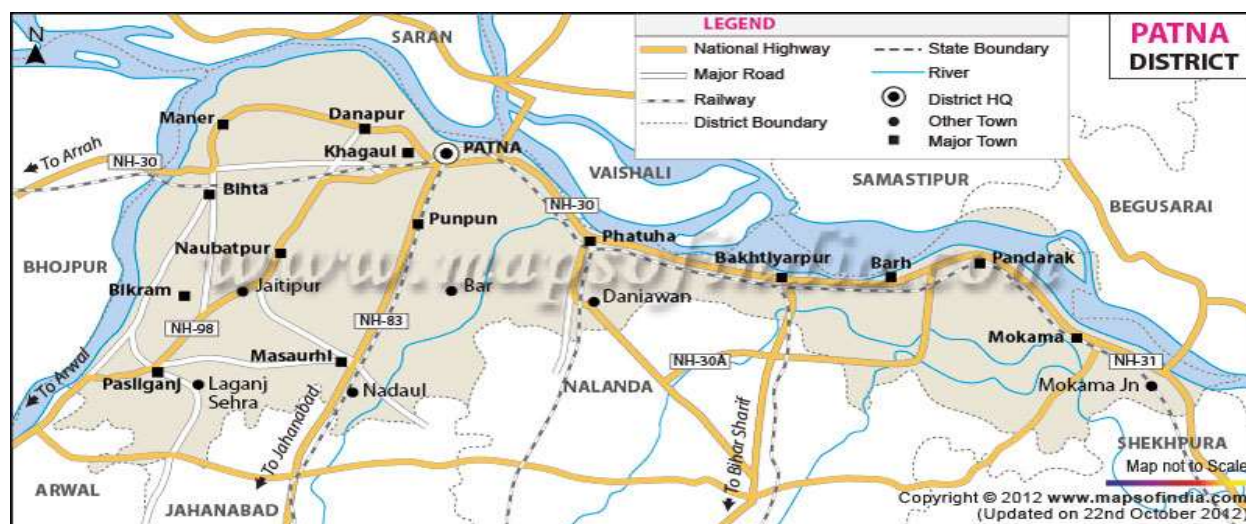 N
SARAN
LEGEND
National Highway
Major Road
Railway
District Boundary
State Boundary
River
District HQ
Other Town
Major Town
PATNA
DISTRICT
Maner
Danapur
Khagaul
PATNA
To Arrah
NH-30
Bihta
VAISHALI
SAMASTIPUR
BEGUSARAI
NH-30
Punpun
Phatuha
Naubatpur
www.mapsofindia.com
BHOJPUR
Bakhtiyarpur
Barh
Pandarak
Bikram
Jaitipur
Bar
Daniawan
NH-98
NH-83
Mokama
Masaurhi
NH-30A
NH-31
To Arwal
Pasliganj
Laganj
Sehra
Nadaul
NALANDA
Mokama Jn
To Jahanabad
To Bihar Sharif
SHEKHPURA
Map not to Scale
ARWAL
JAHANABAD
Copyright © 2012 www.mapsofindia.com
(Updated on 22nd October 2012)